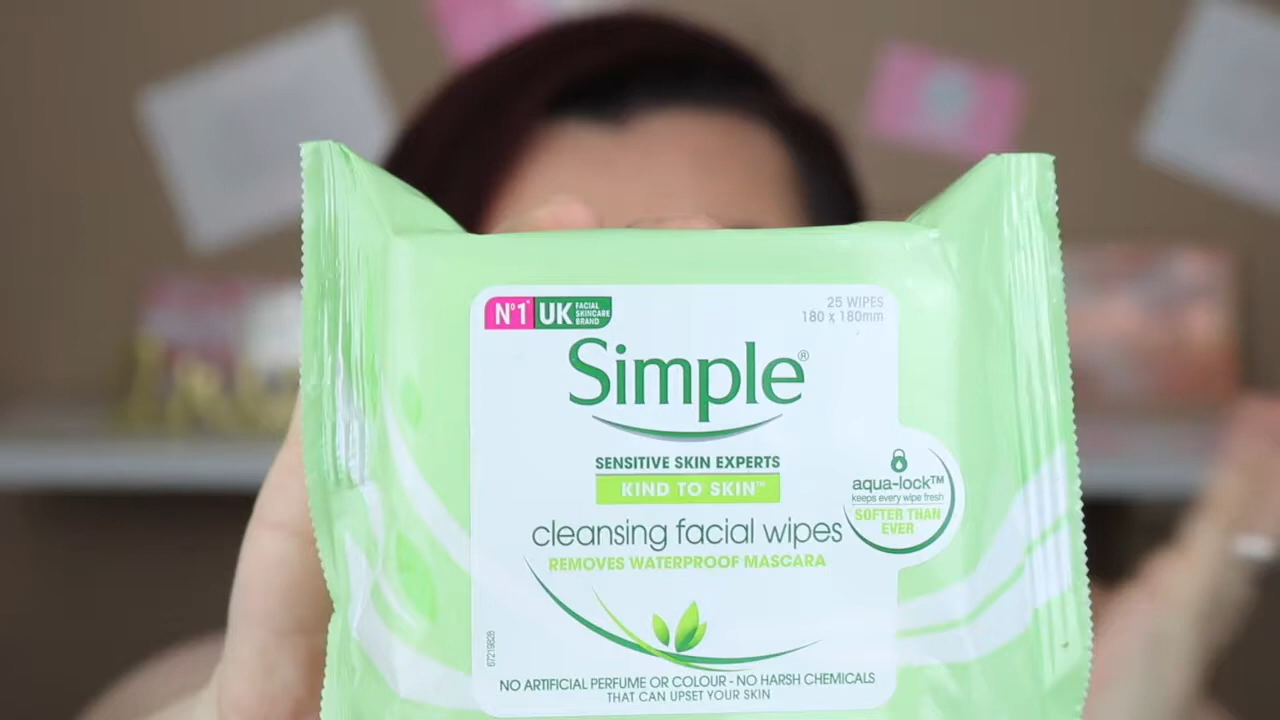 N°1* UK FACIAL SKINCARE BRAND
25 WIPES
180 x 180mm
Simple®
SENSITIVE SKIN EXPERTS
KIND TO SKIN™
aqua-lock™
keeps every wipe fresh
SOFTER THAN
EVER
cleansing facial wipes
REMOVES WATERPROOF MASCARA
67219828
NO ARTIFICIAL PERFUME OR COLOUR - NO HARSH CHEMICALS
THAT CAN UPSET YOUR SKIN